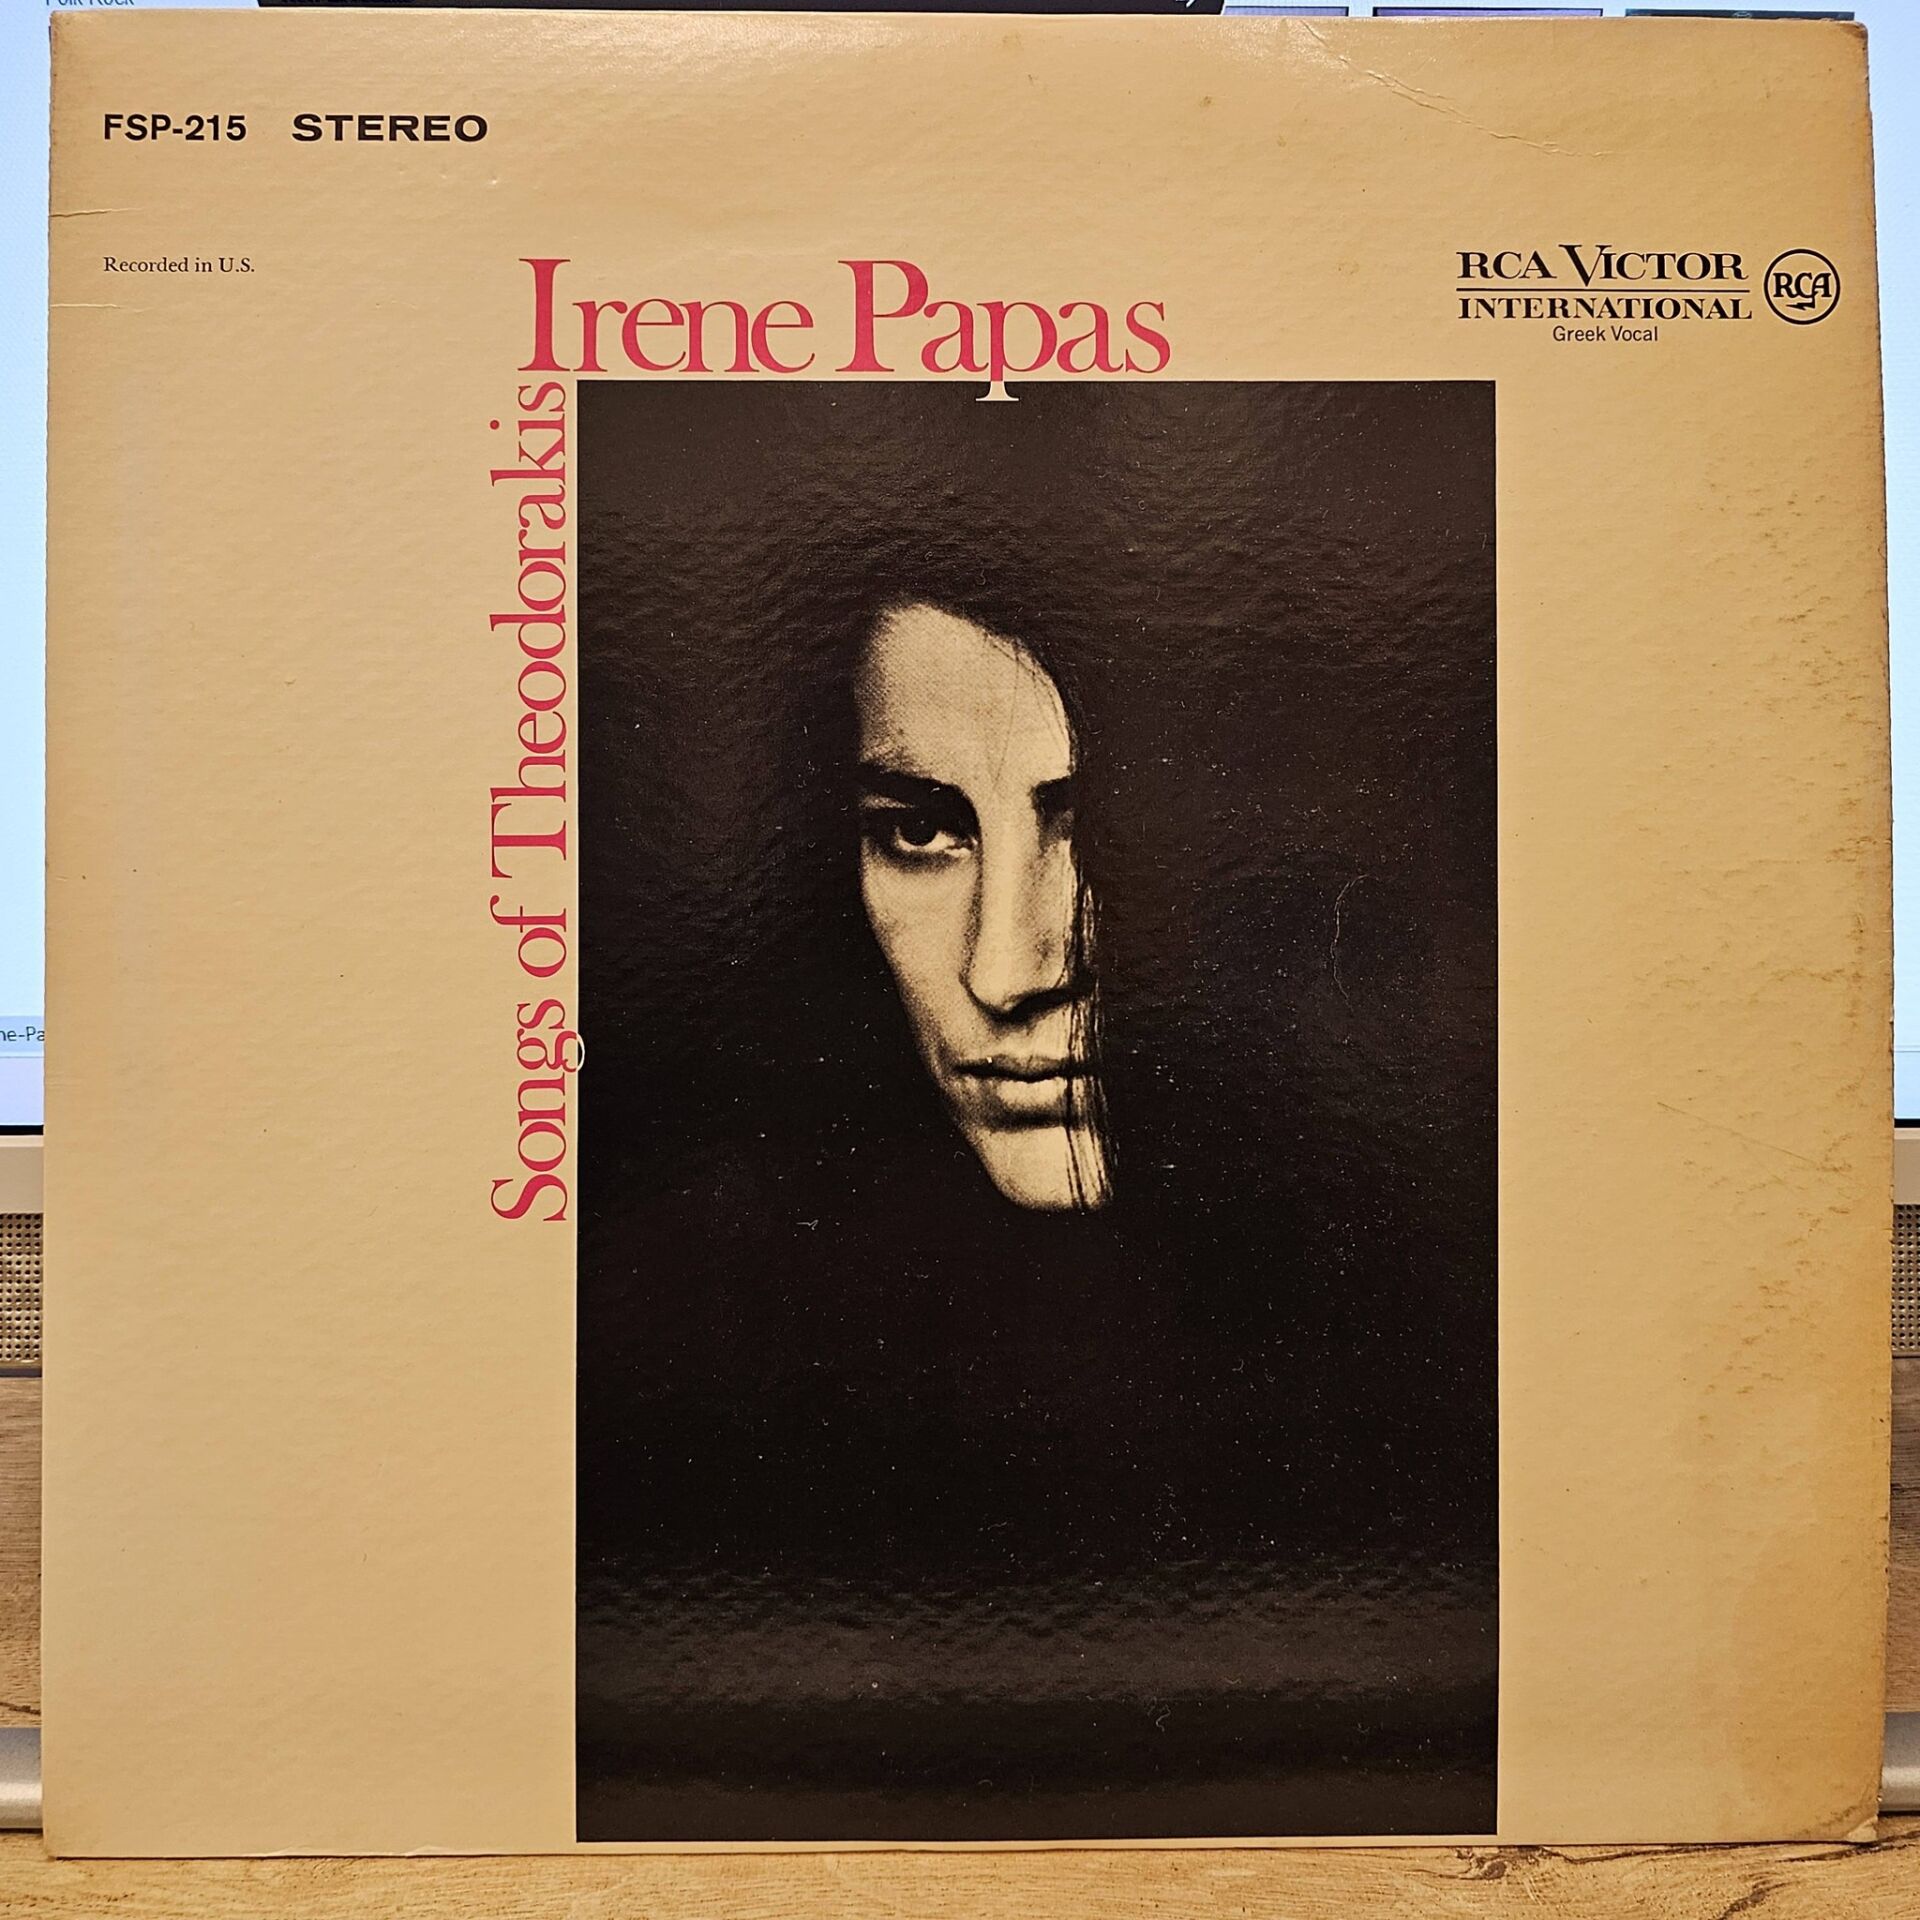 FSP-215 STEREO
Recorded in U.S.
Irene Papas
Songs of Theodorakis
RCA VICTOR
INTERNATIONAL
Greek Vocal
RCA